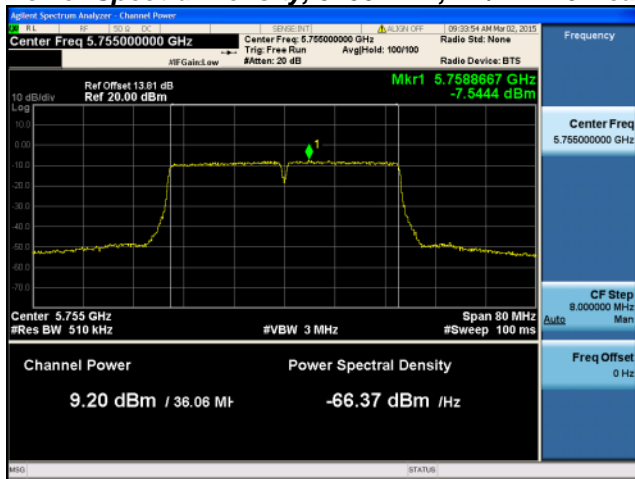 Agilent Spectrum Analyzer - Channel Power
RL RF 50 Ω DC SENSE:INT ALIGN OFF 09:33:54 AM Mar 02, 2015
Center Freq 5.755000000 GHz Center Freq: 5.755000000 GHz Radio Std: None Frequency
Trig: Free Run Avg|Hold: 100/100
#IFGain:Low #Atten: 20 dB Radio Device: BTS
Mkr1 5.7588667 GHz
-7.5444 dBm
Ref Offset 13.81 dB
10 dB/div Ref 20.00 dBm
Log
10.0
0.00
-10.0
-20.0
-30.0
-40.0
-50.0
-60.0
-70.0
1
Center Freq
5.755000000 GHz
Center 5.755 GHz Span 80 MHz
#Res BW 510 kHz #VBW 3 MHz #Sweep 100 ms
CF Step
8.000000 MHz
Auto Man
Freq Offset
0 Hz
Channel Power Power Spectral Density
9.20 dBm / 36.06 MH -66.37 dBm /Hz
MSG STATUS